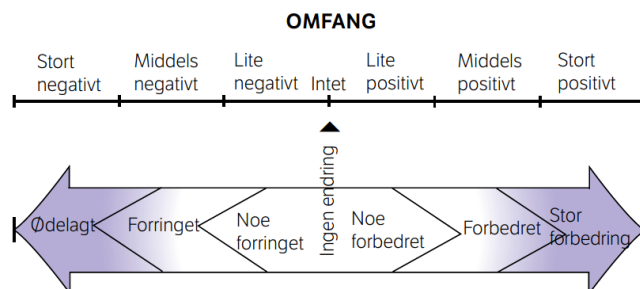 OMFANG
Stort
negativt
Middels
negativt
Lite
negativt
Intet
Lite
positivt
Middels
positivt
Stort
positivt
Ødelagt
Forringet
Noe
forringet
Ingen endring
Noe
forbedret
Forbedret
Stor
forbedring